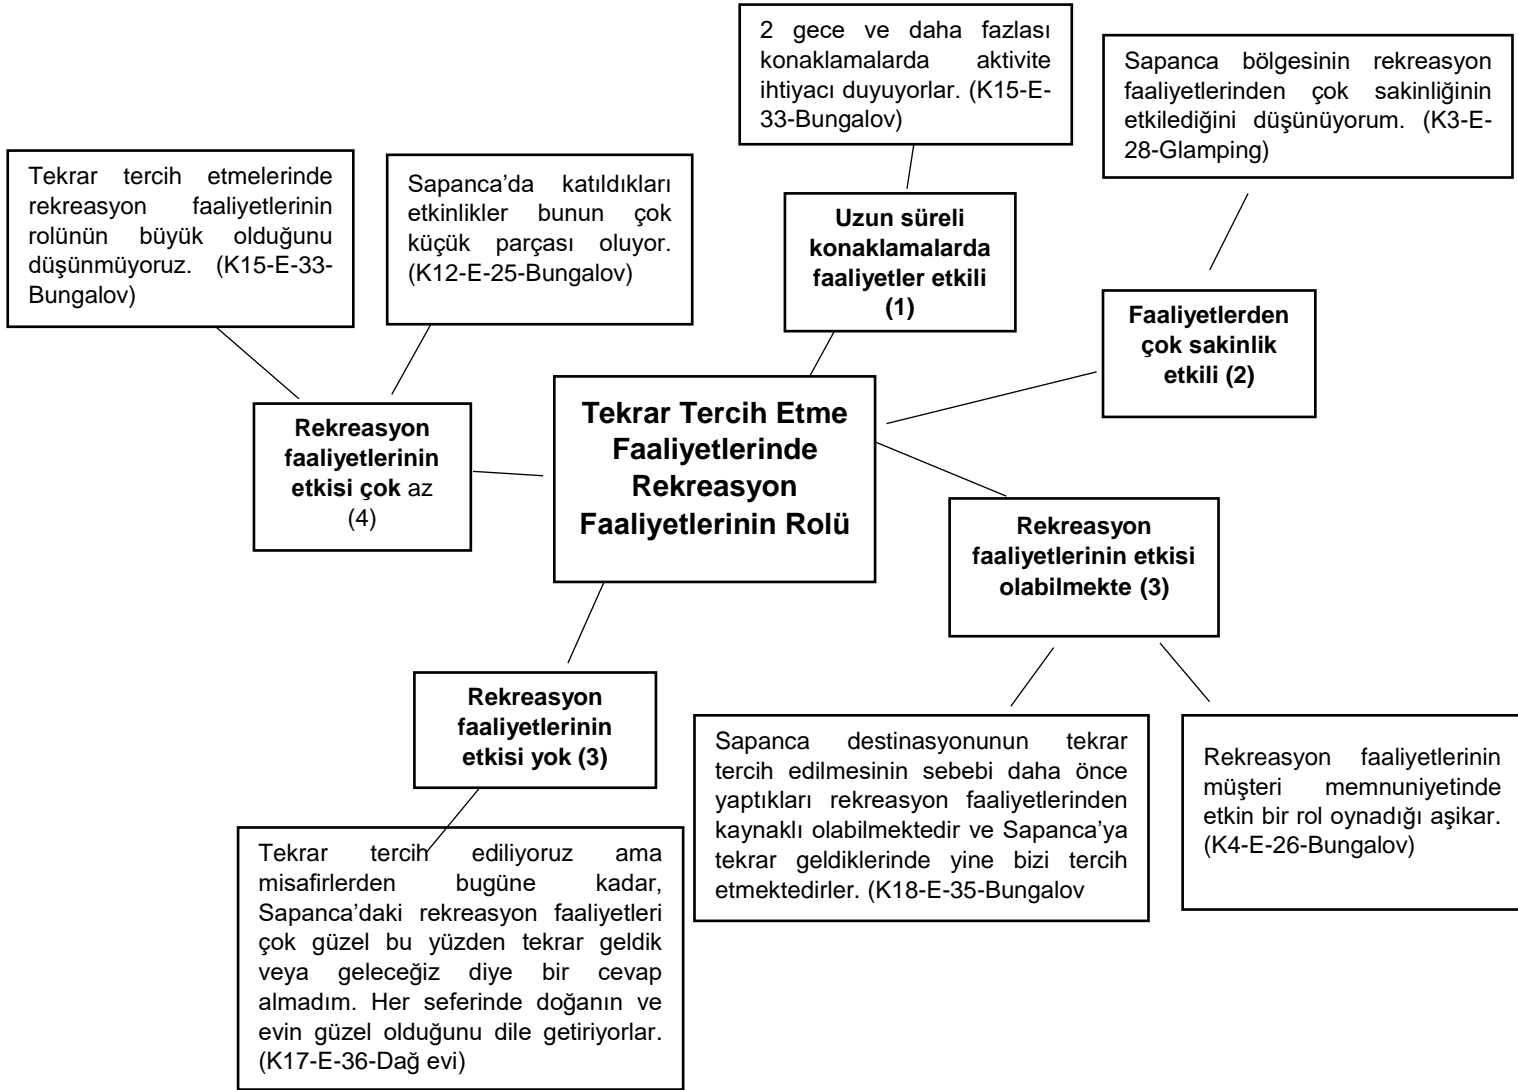 2 gece ve daha fazlası
konaklamalarda aktivite
ihtiyacı duyuyorlar. (K15-E-
33-Bungalov)
Sapanca bölgesinin rekreasyon
faaliyetlerinden çok sakinliğinin
etkilediğini düşünüyorum. (K3-E-
28-Glamping)
Tekrar tercih etmelerinde
rekreasyon faaliyetlerinin
rolünün büyük olduğunu
düşünmüyoruz. (K15-E-33-
Bungalov)
Sapanca’da katıldıkları
etkinlikler bunun çok
küçük parçası oluyor.
(K12-E-25-Bungalov)
Uzun süreli
konaklamalarda
faaliyetler etkili
(1)
Faaliyetlerden
çok sakinlik
etkili (2)
Rekreasyon
faaliyetlerinin
etkisi çok az
(4)
Tekrar Tercih Etme
Faaliyetlerinde
Rekreasyon
Faaliyetlerinin Rolü
Rekreasyon
faaliyetlerinin etkisi
olabilmekte (3)
Rekreasyon
faaliyetlerinin
etkisi yok (3)
Sapanca destinasyonunun tekrar
tercih edilmesinin sebebi daha önce
yaptıkları rekreasyon faaliyetlerinden
kaynaklı olabilmektedir ve Sapanca’ya
tekrar geldiklerinde yine bizi tercih
etmektedirler. (K18-E-35-Bungalov
Rekreasyon faaliyetlerinin
müşteri memnuniyetinde
etkin bir rol oynadığı aşikar.
(K4-E-26-Bungalov)
Tekrar tercih ediliyoruz ama
misafirlerden bugüne kadar,
Sapanca’daki rekreasyon faaliyetleri
çok güzel bu yüzden tekrar geldik
veya geleceğiz diye bir cevap
almadım. Her seferinde doğanın ve
evin güzel olduğunu dile getiriyorlar.
(K17-E-36-Dağ evi)